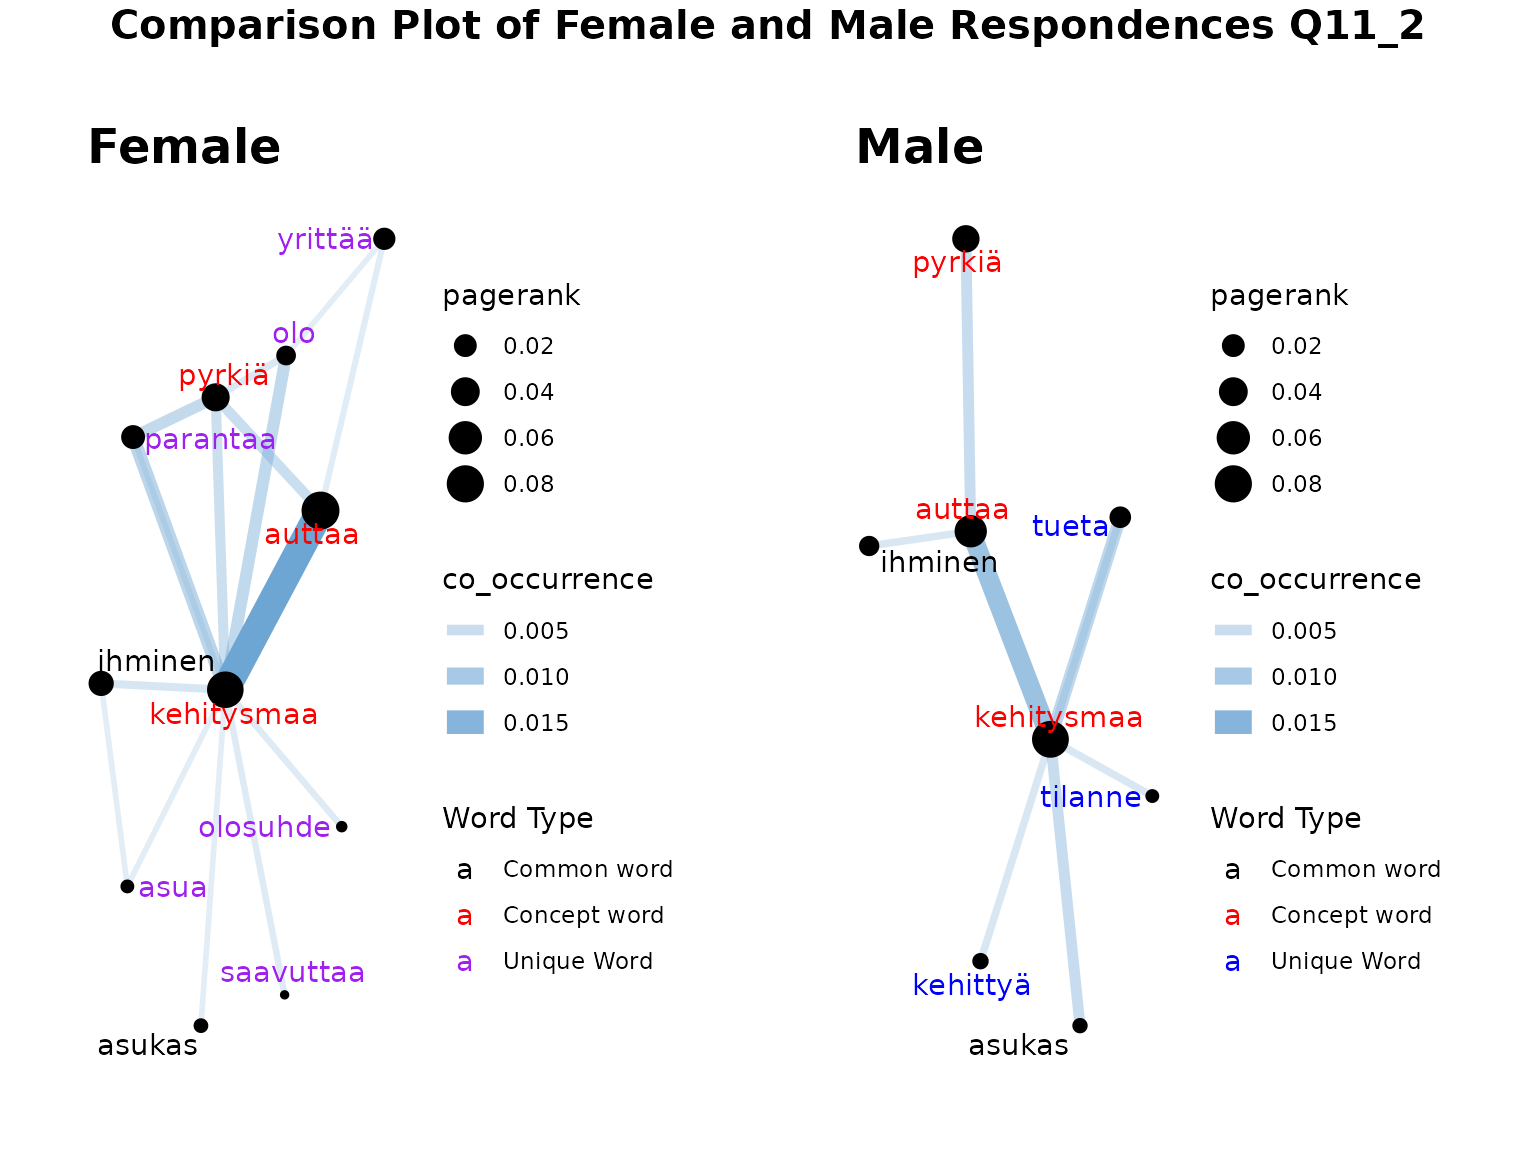 Comparison Plot of Female and Male Respondences Q11_2
Female
yrittää
olo
pyrkiä
parantaa
auttaa
ihminen
kehitysmaa
olosuhde
asua
saavuttaa
asukas
pagerank
0.02
0.04
0.06
0.08
co_occurrence
0.005
0.010
0.015
Word Type
a Common word
a Concept word
a Unique Word
Male
pyrkiä
auttaa
tueta
ihminen
kehitysmaa
tilanne
kehittyä
asukas
pagerank
0.02
0.04
0.06
0.08
co_occurrence
0.005
0.010
0.015
Word Type
a Common word
a Concept word
a Unique Word